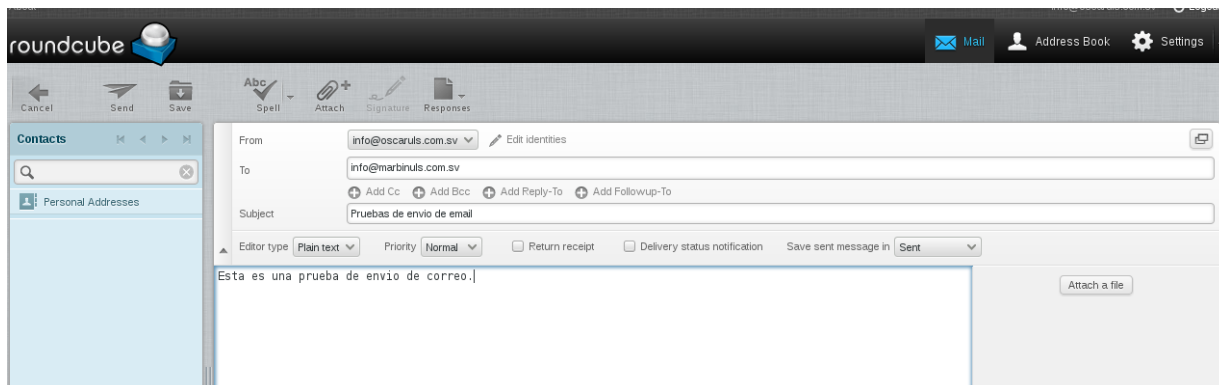 roundcube
Mail
Address Book
Settings
Cancel
Send
Save
Abc
Spell
Attach
Signature
Responses
Contacts
Personal Addresses
From
info@oscaruls.com.sv
Edit identities
To
info@marbinuls.com.sv
Add Cc Add Bcc Add Reply-To Add Followup-To
Subject
Pruebas de envio de email
Editor type Plain text Priority Normal Return receipt Delivery status notification Save sent message in Sent
Esta es una prueba de envio de correo.
Attach a file